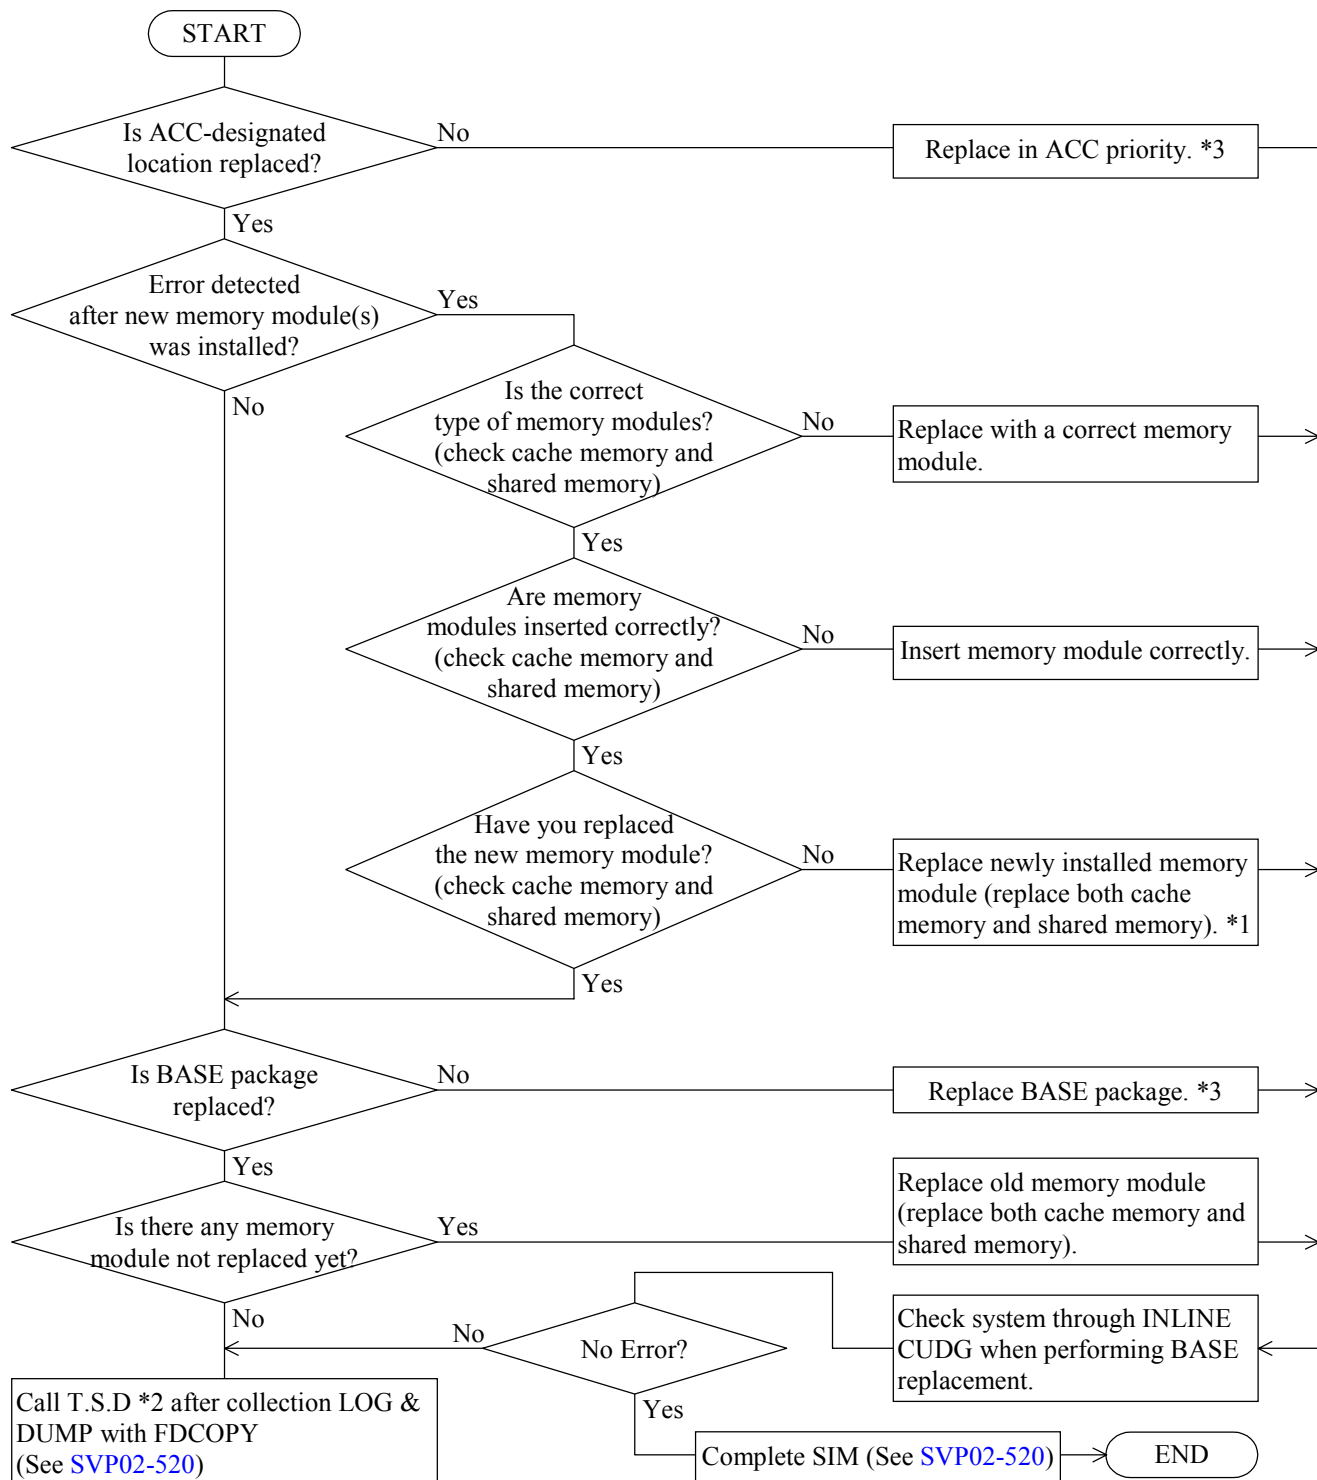 START
Is ACC-designated
location replaced?
No
Replace in ACC priority. *3
Yes
Error detected
after new memory module(s)
was installed?
Yes
No
Is the correct
type of memory modules?
(check cache memory and
shared memory)
No
Replace with a correct memory
module.
Yes
Are memory
modules inserted correctly?
(check cache memory and
shared memory)
No
Insert memory module correctly.
Yes
Have you replaced
the new memory module?
(check cache memory and
shared memory)
No
Replace newly installed memory
module (replace both cache
memory and shared memory). *1
Yes
Is BASE package
replaced?
No
Replace BASE package. *3
Yes
Is there any memory
module not replaced yet?
Yes
Replace old memory module
(replace both cache memory and
shared memory).
No
Check system through INLINE
CUDG when performing BASE
replacement.
No Error?
No
Yes
Call T.S.D *2 after collection LOG &
DUMP with FDCOPY
(See SVP02-520)
Complete SIM (See SVP02-520)
END